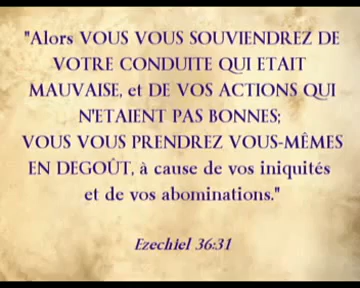 "Alors VOUS VOUS SOUVIENDREZ DE
VOTRE CONDUITE QUI ETAIT
MAUVAISE, et DE VOS ACTIONS QUI
N'ETAIENT PAS BONNES;
VOUS VOUS PRENDREZ VOUS-MÊMES
EN DEGOÛT, à cause de vos iniquités
et de vos abominations."
Ezechiel 36:31